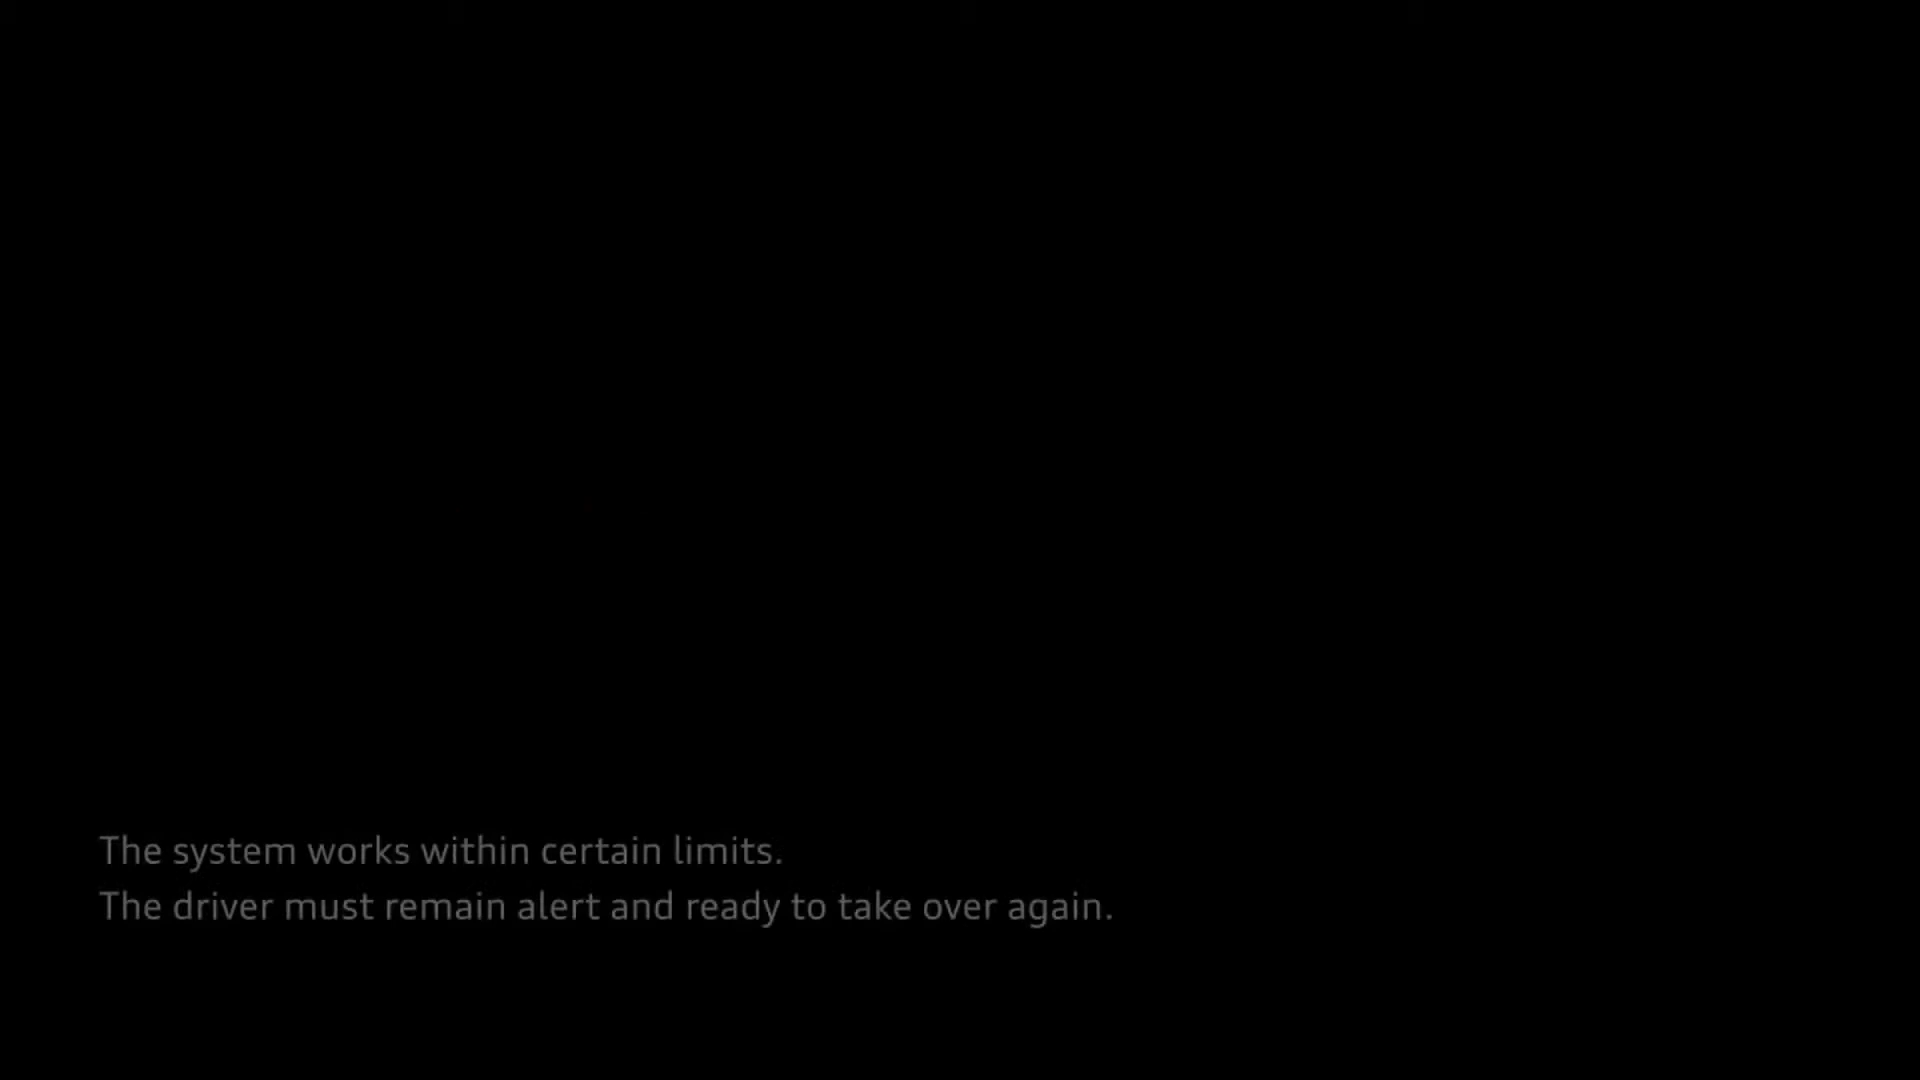 The system works within certain limits.
The driver must remain alert and ready to take over again.